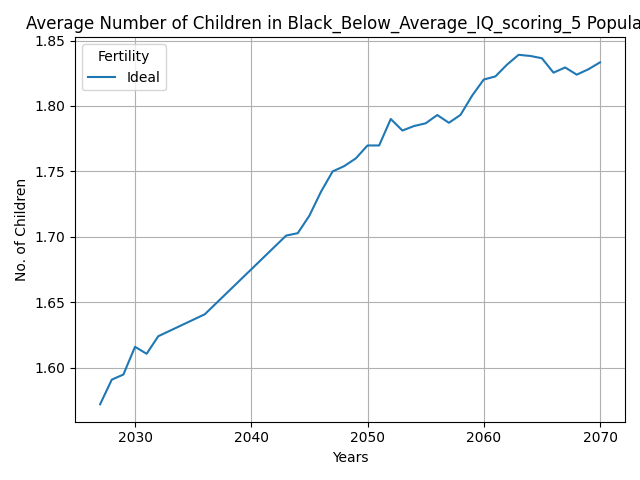 Average Number of Children in Black_Below_Average_IQ_scoring_5 Popula
Fertility
Ideal
1.85
1.80
1.75
1.70
1.65
1.60
No. of Children
2030 2040 2050 2060 2070
Years